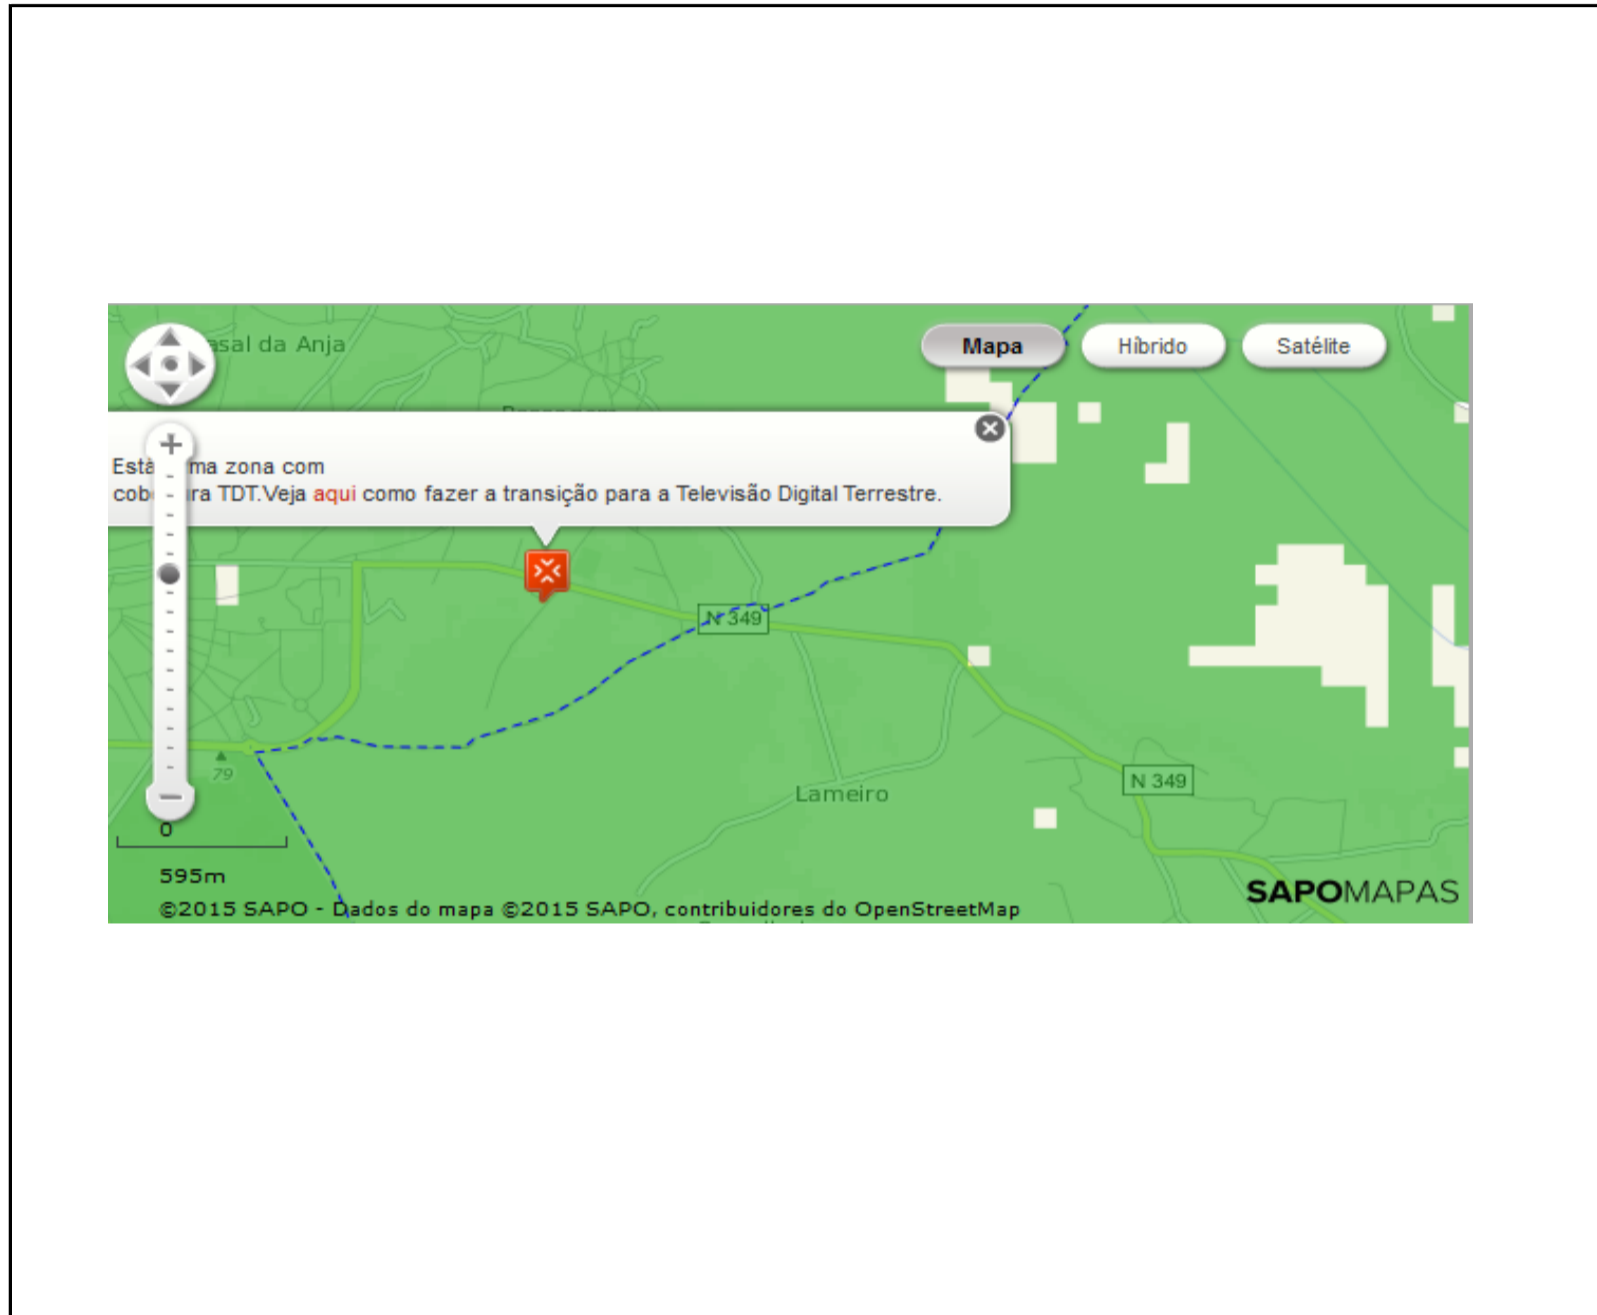 asal da Anja
Mapa
Híbrido
Satélite
Está ma zona com
cob ra TDT.Veja aqui como fazer a transição para a Televisão Digital Terrestre.
N 349
79
Lameiro
N 349
0
595m
SAPOMAPAS
©2015 SAPO - Dados do mapa ©2015 SAPO, contribuidores do OpenStreetMap